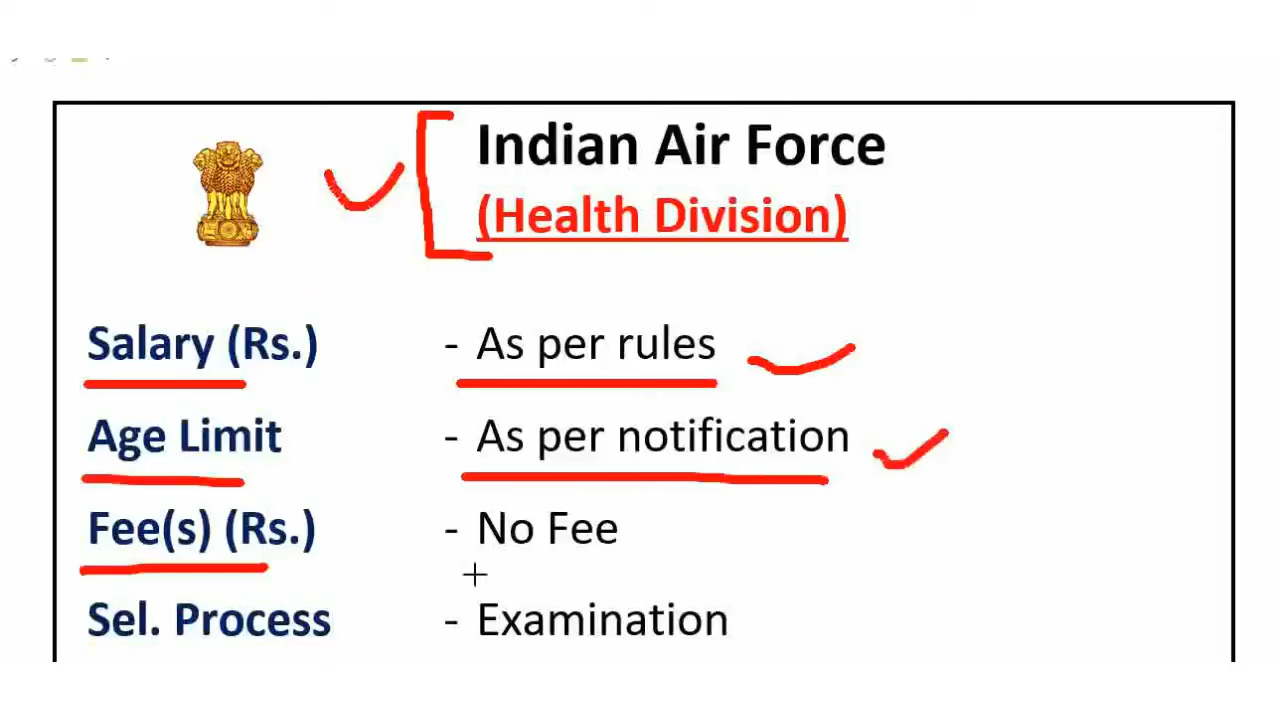 Indian Air Force
(Health Division)
Salary (Rs.) - As per rules
Age Limit - As per notification
Fee(s) (Rs.) - No Fee
Sel. Process - Examination